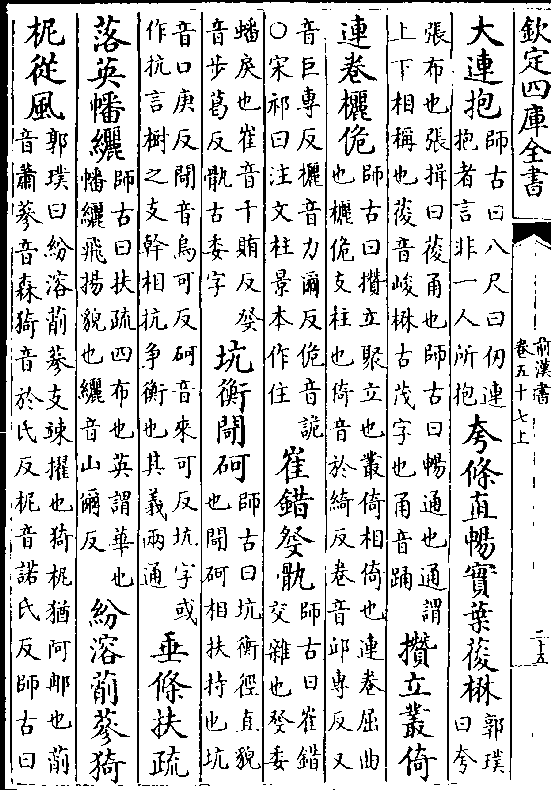 欽定四庫全書
前漢書
卷五十七上
二十五
大連抱師古曰八尺曰仞連
抱者言非一人所抱夸條直暢實葉葰楙郭璞
曰夸
張布也張揖曰葰甬也師古曰暢通也通謂
上下相稱也葰音峻楙古茂字也甬音踊攢立叢倚
連卷欐佹師古曰攢立聚立也叢倚相倚也連卷屈曲
也欐佹支柱也倚音於綺反卷音邱專反又
音巨專反欐音力爾反佹音詭
○宋祁曰注文柱景本作住崔錯癹骫師古曰崔錯
交雜也癹委
蟠戾也崔音千賄反癹
音步葛反骫古委字坑衡閜砢師古曰坑衡徑直貌
也閜砢相扶持也坑
音口庚反閜音烏可反砢音來可反坑字或
作抗言樹之支幹相抗爭衡也其義兩通垂條扶疏
落英幡纚師古曰扶疏四布也英謂華也
幡纚飛揚貌也纚音山爾反紛溶萷蔘猗
柅從風郭璞曰紛溶萷蔘支竦擢也猗柅猶阿郍也萷
音蕭蔘音森猗音於氏反柅音諾氏反師古曰